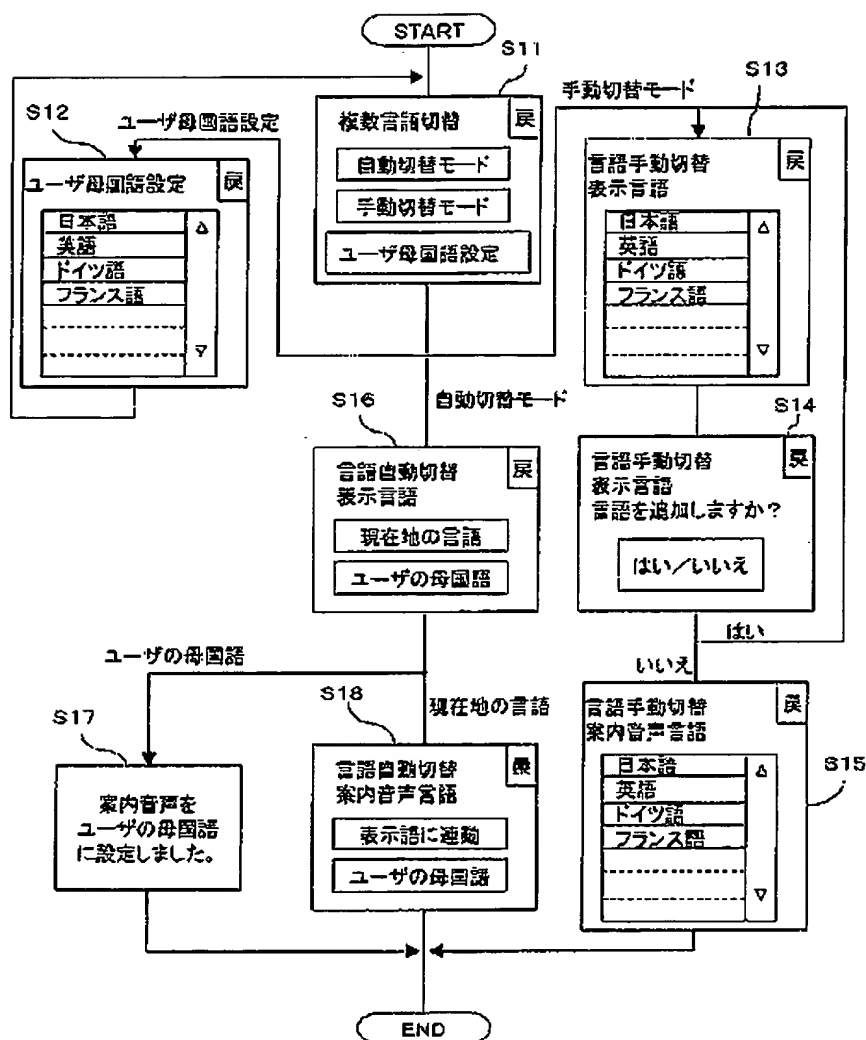 START
S11
複数言語切替
戻
自動切替モード
手動切替モード
ユーザ母国語設定
S12
ユーザ母国語設定
ユーザ母国語設定
戻
日本語
英語
ドイツ語
フランス語
手動切替モード
S13
言語手動切替
表示言語
戻
日本語
英語
ドイツ語
フランス語
自動切替モード
S14
言語手動切替
表示言語
言語を追加しますか?
戻
はい/いいえ
はい
いいえ
S16
言語自動切替
表示言語
戻
現在地の言語
ユーザの母国語
ユーザの母国語
現在地の言語
S17
案内音声を
ユーザの母国語
に設定しました。
S18
言語自動切替
案内音声言語
戻
表示語に連動
ユーザの母国語
S15
言語手動切替
案内音声言語
戻
日本語
英語
ドイツ語
フランス語
END